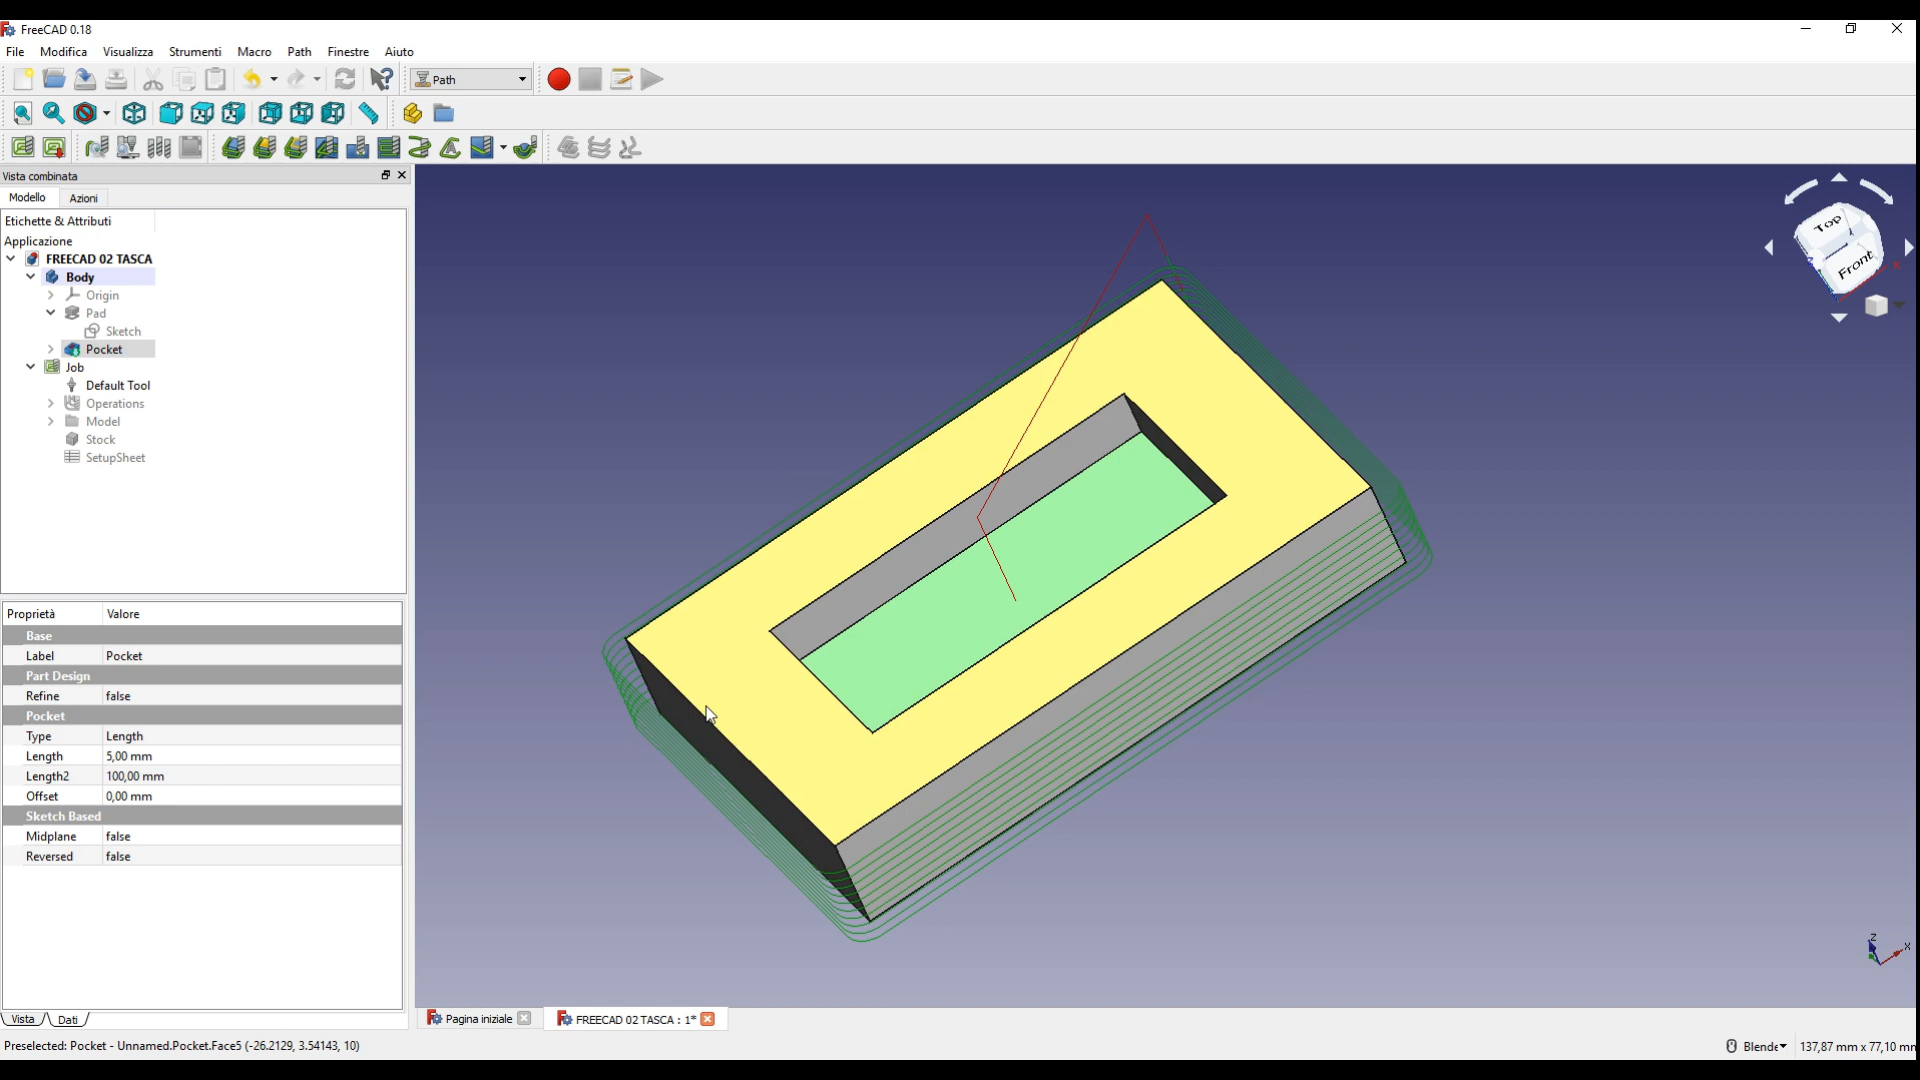 FreeCAD 0.18
File Modifica Visualizza Strumenti Macro Path Finestre Aiuto
Path
Vista combinata
Modello Azioni
Etichette & Attributi
Applicazione
FREECAD 02 TASCA
Body
Origin
Pad
Sketch
Pocket
Job
Default Tool
Operations
Model
Stock
SetupSheet
Top
Front
X
Proprietà Valore
Base
Label Pocket
Part Design
Refine false
Pocket
Type Length
Length 5,00 mm
Length2 100,00 mm
Offset 0,00 mm
Sketch Based
Midplane false
Reversed false
Z
X
Vista Dati
Pagina iniziale FREECAD 02 TASCA : 1*
Preselected: Pocket - Unnamed.Pocket.Face5 (-26.2129, 3.54143, 10)
Blende 137,87 mm x 77,10 mm